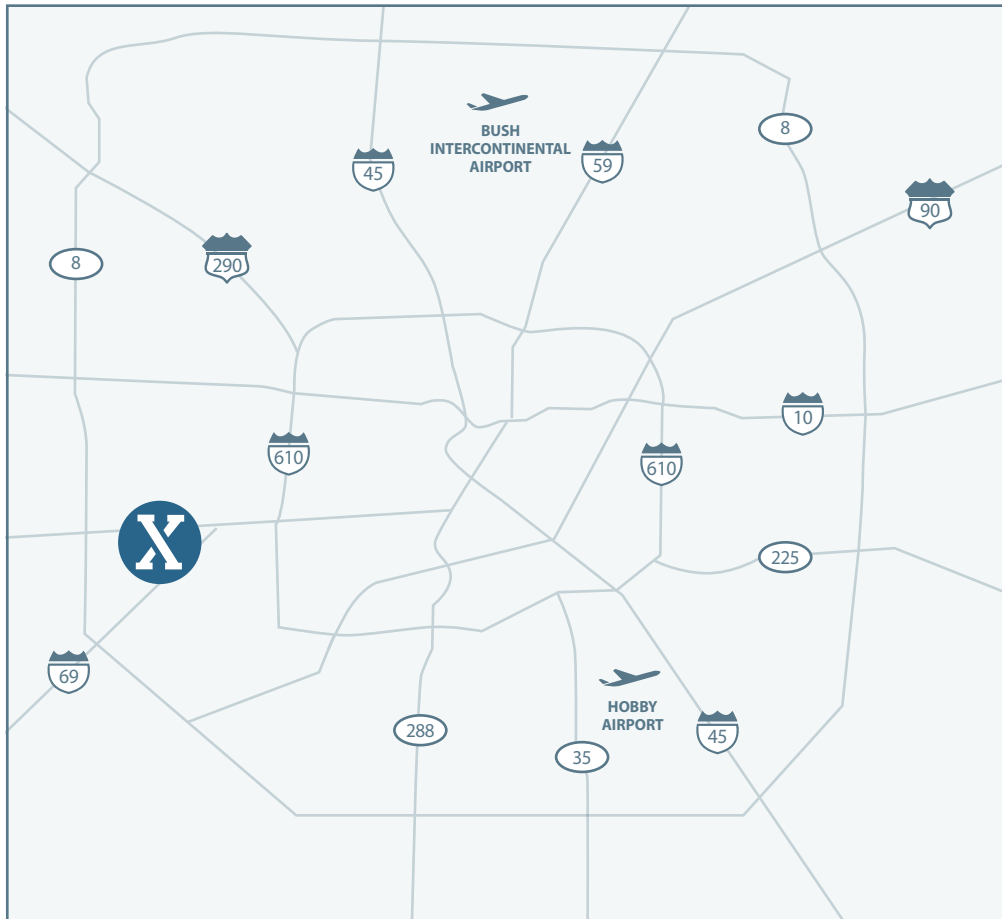 BUSH
INTERCONTINENTAL
AIRPORT
8
45
59
90
8
290
10
610
610
X
225
69
HOBBY
AIRPORT
288
45
35